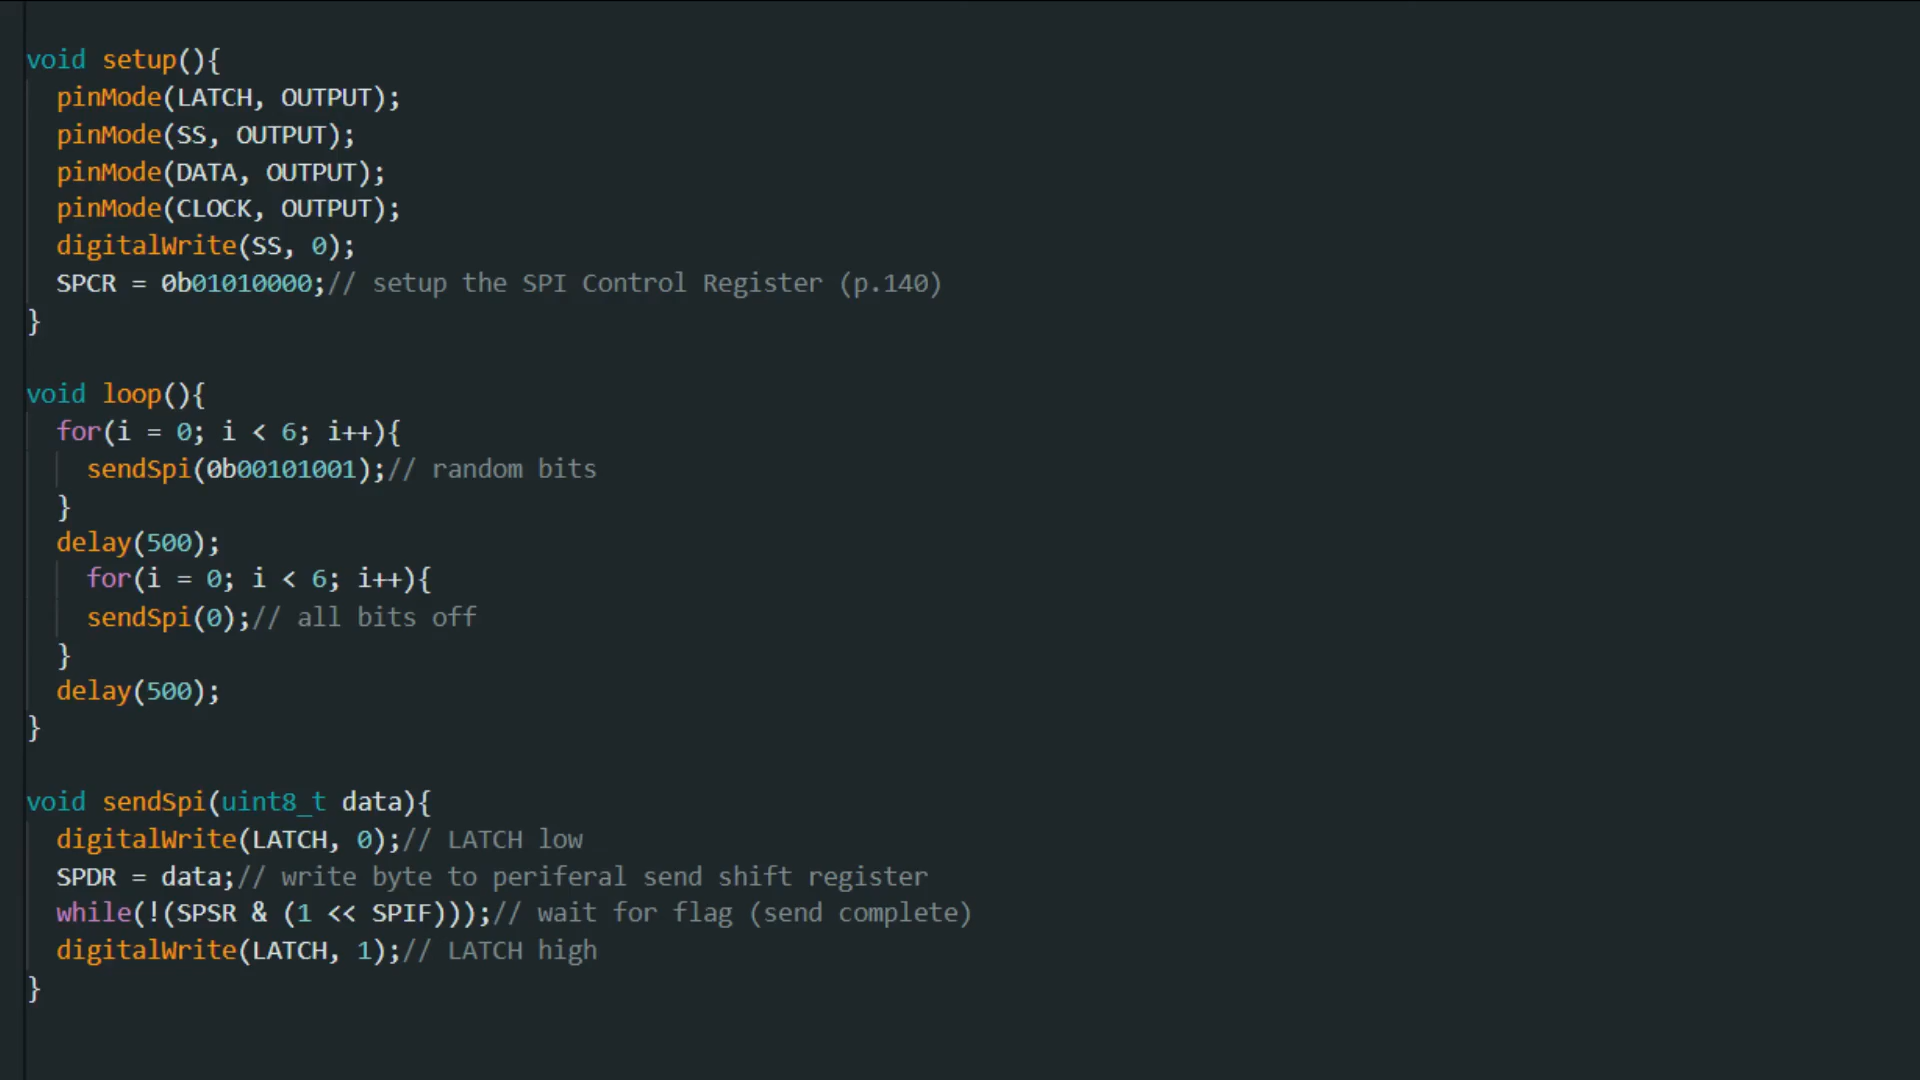 void setup(){
  pinMode(LATCH, OUTPUT);
  pinMode(SS, OUTPUT);
  pinMode(DATA, OUTPUT);
  pinMode(CLOCK, OUTPUT);
  digitalWrite(SS, 0);
  SPCR = 0b01010000;// setup the SPI Control Register (p.140)
}
void loop(){
  for(i = 0; i < 6; i++){
    sendSpi(0b00101001);// random bits
  }
  delay(500);
    for(i = 0; i < 6; i++){
    sendSpi(0);// all bits off
  }
  delay(500);
}
void sendSpi(uint8_t data){
  digitalWrite(LATCH, 0);// LATCH low
  SPDR = data;// write byte to periferal send shift register
  while(!(SPSR & (1 << SPIF)));// wait for flag (send complete)
  digitalWrite(LATCH, 1);// LATCH high
}